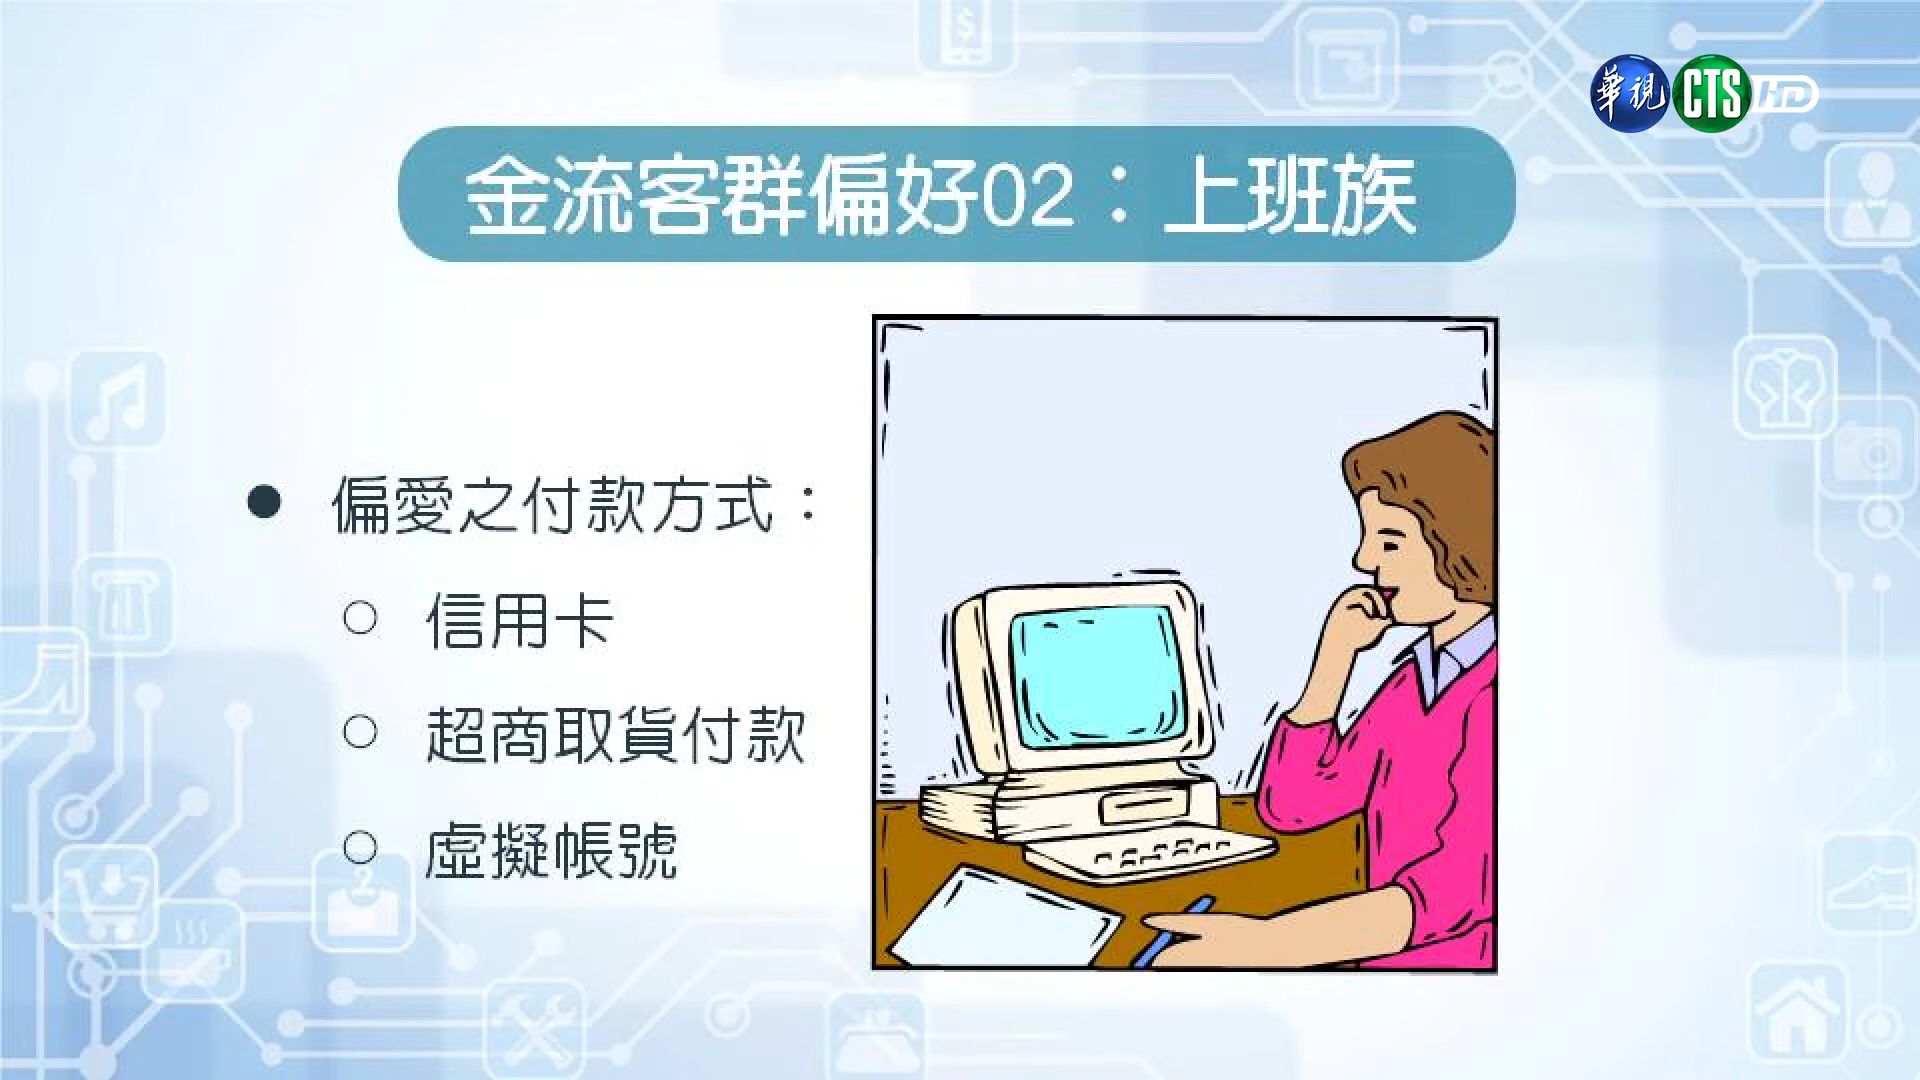 華視 CTS HD
金流客群偏好02：上班族
● 偏愛之付款方式：
○ 信用卡
○ 超商取貨付款
○ 虛擬帳號